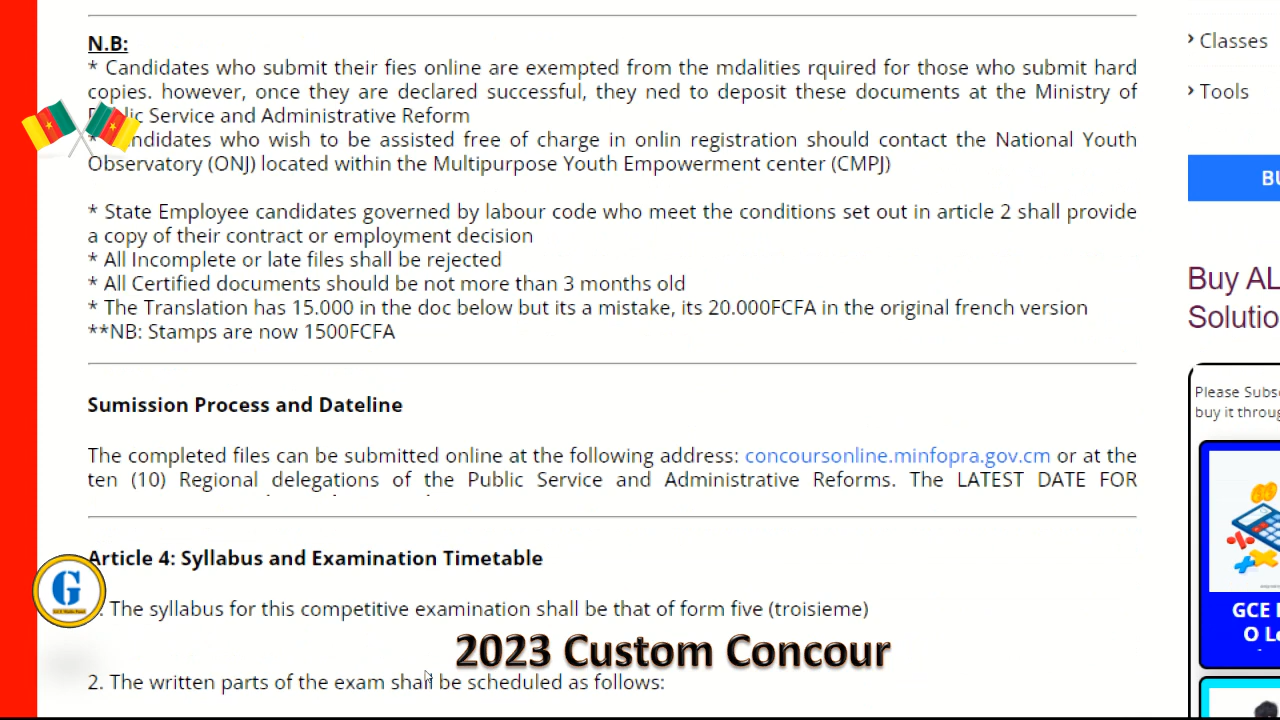 N.B:
* Candidates who submit their fies online are exempted from the mdalities rquired for those who submit hard
copies. however, once they are declared successful, they ned to deposit these documents at the Ministry of
Service and Administrative Reform
who wish to be assisted free of charge in onlin registration should contact the National Youth
Observatory (ONJ) located within the Multipurpose Youth Empowerment center (CMPJ)
* State Employee candidates governed by labour code who meet the conditions set out in article 2 shall provide
a copy of their contract or employment decision
* All Incomplete or late files shall be rejected
* All Certified documents should be not more than 3 months old
* The Translation has 15.000 in the doc below but its a mistake, its 20.000FCFA in the original french version
**NB: Stamps are now 1500FCFA
Sumission Process and Dateline
The completed files can be submitted online at the following address: concoursonline.minfopra.gov.cm or at the
ten (10) Regional delegations of the Public Service and Administrative Reforms. The LATEST DATE FOR
Article 4: Syllabus and Examination Timetable
The syllabus for this competitive examination shall be that of form five (troisieme)
2023 Custom Concour
2. The written parts of the exam shall be scheduled as follows:
G
Classes
Tools
BU
Buy AL
Solutio
Please Subs
buy it throug
GCE
O Le